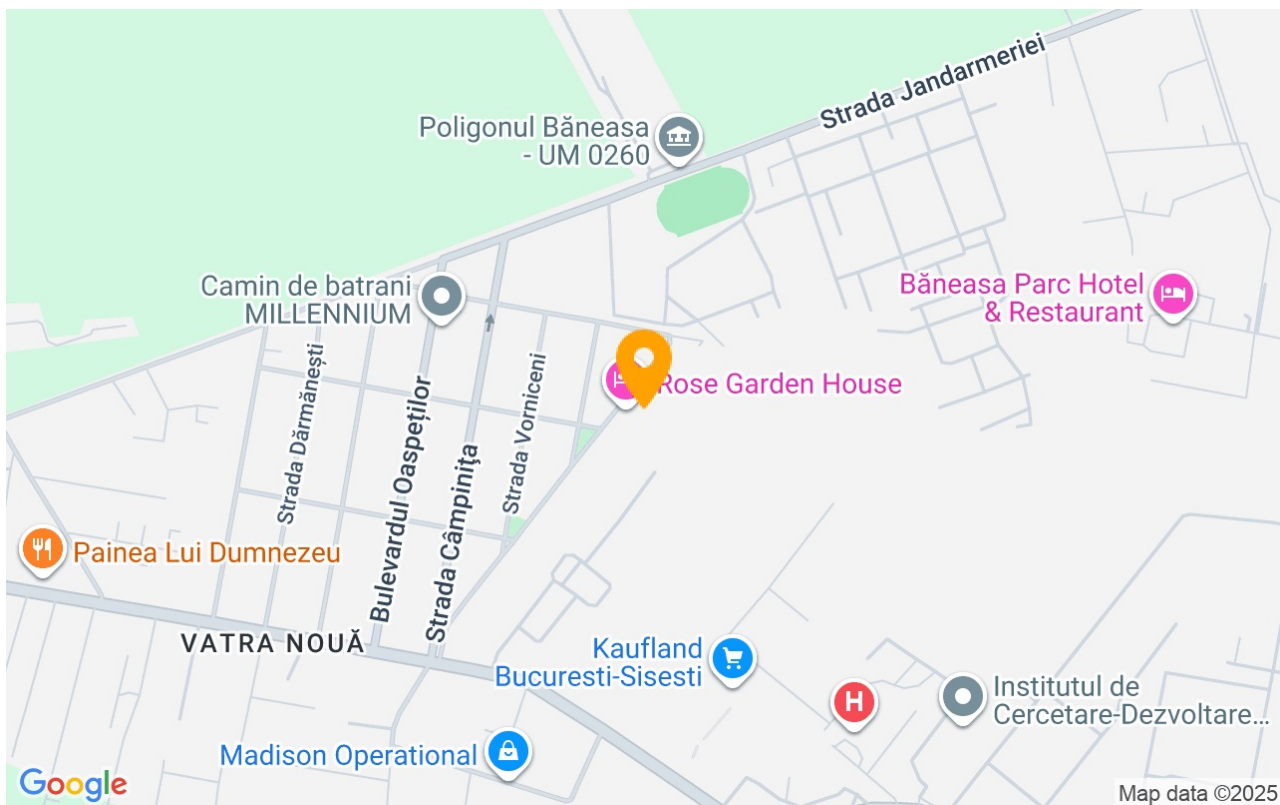 Strada Jandarmeriei
Poligonul Băneasa
- UM 0260
Camin de batrani
MILLENNIUM
Băneasa Parc Hotel
& Restaurant
Strada Dărmănești
Bulevardul Oaspeților
Strada Câmpinița
Strada Vorniceni
Rose Garden House
Painea Lui Dumnezeu
VATRA NOUĂ
Kaufland
Bucuresti-Sisesti
H
Institutul de
Cercetare-Dezvoltare...
Madison Operational
Google
Map data ©2025